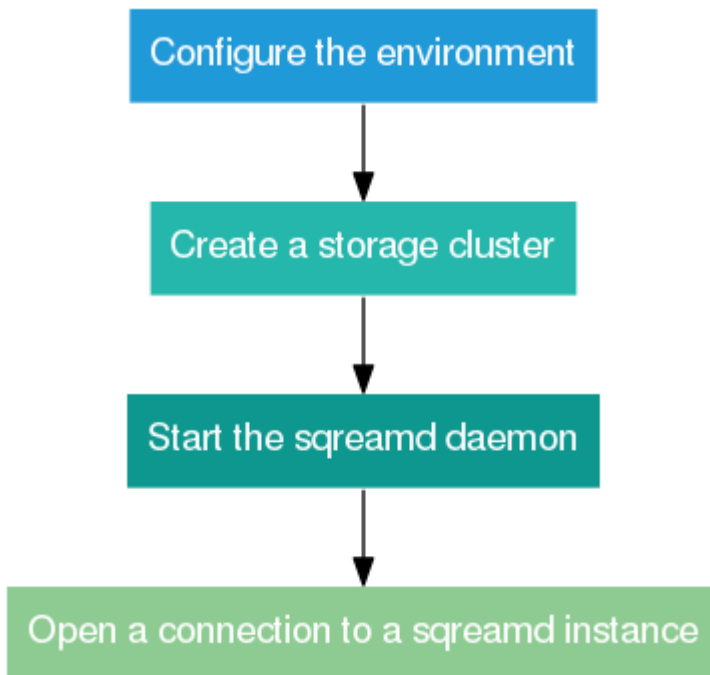 Configure the environment
Create a storage cluster
Start the sqreamd daemon
Open a connection to a sqreamd instance